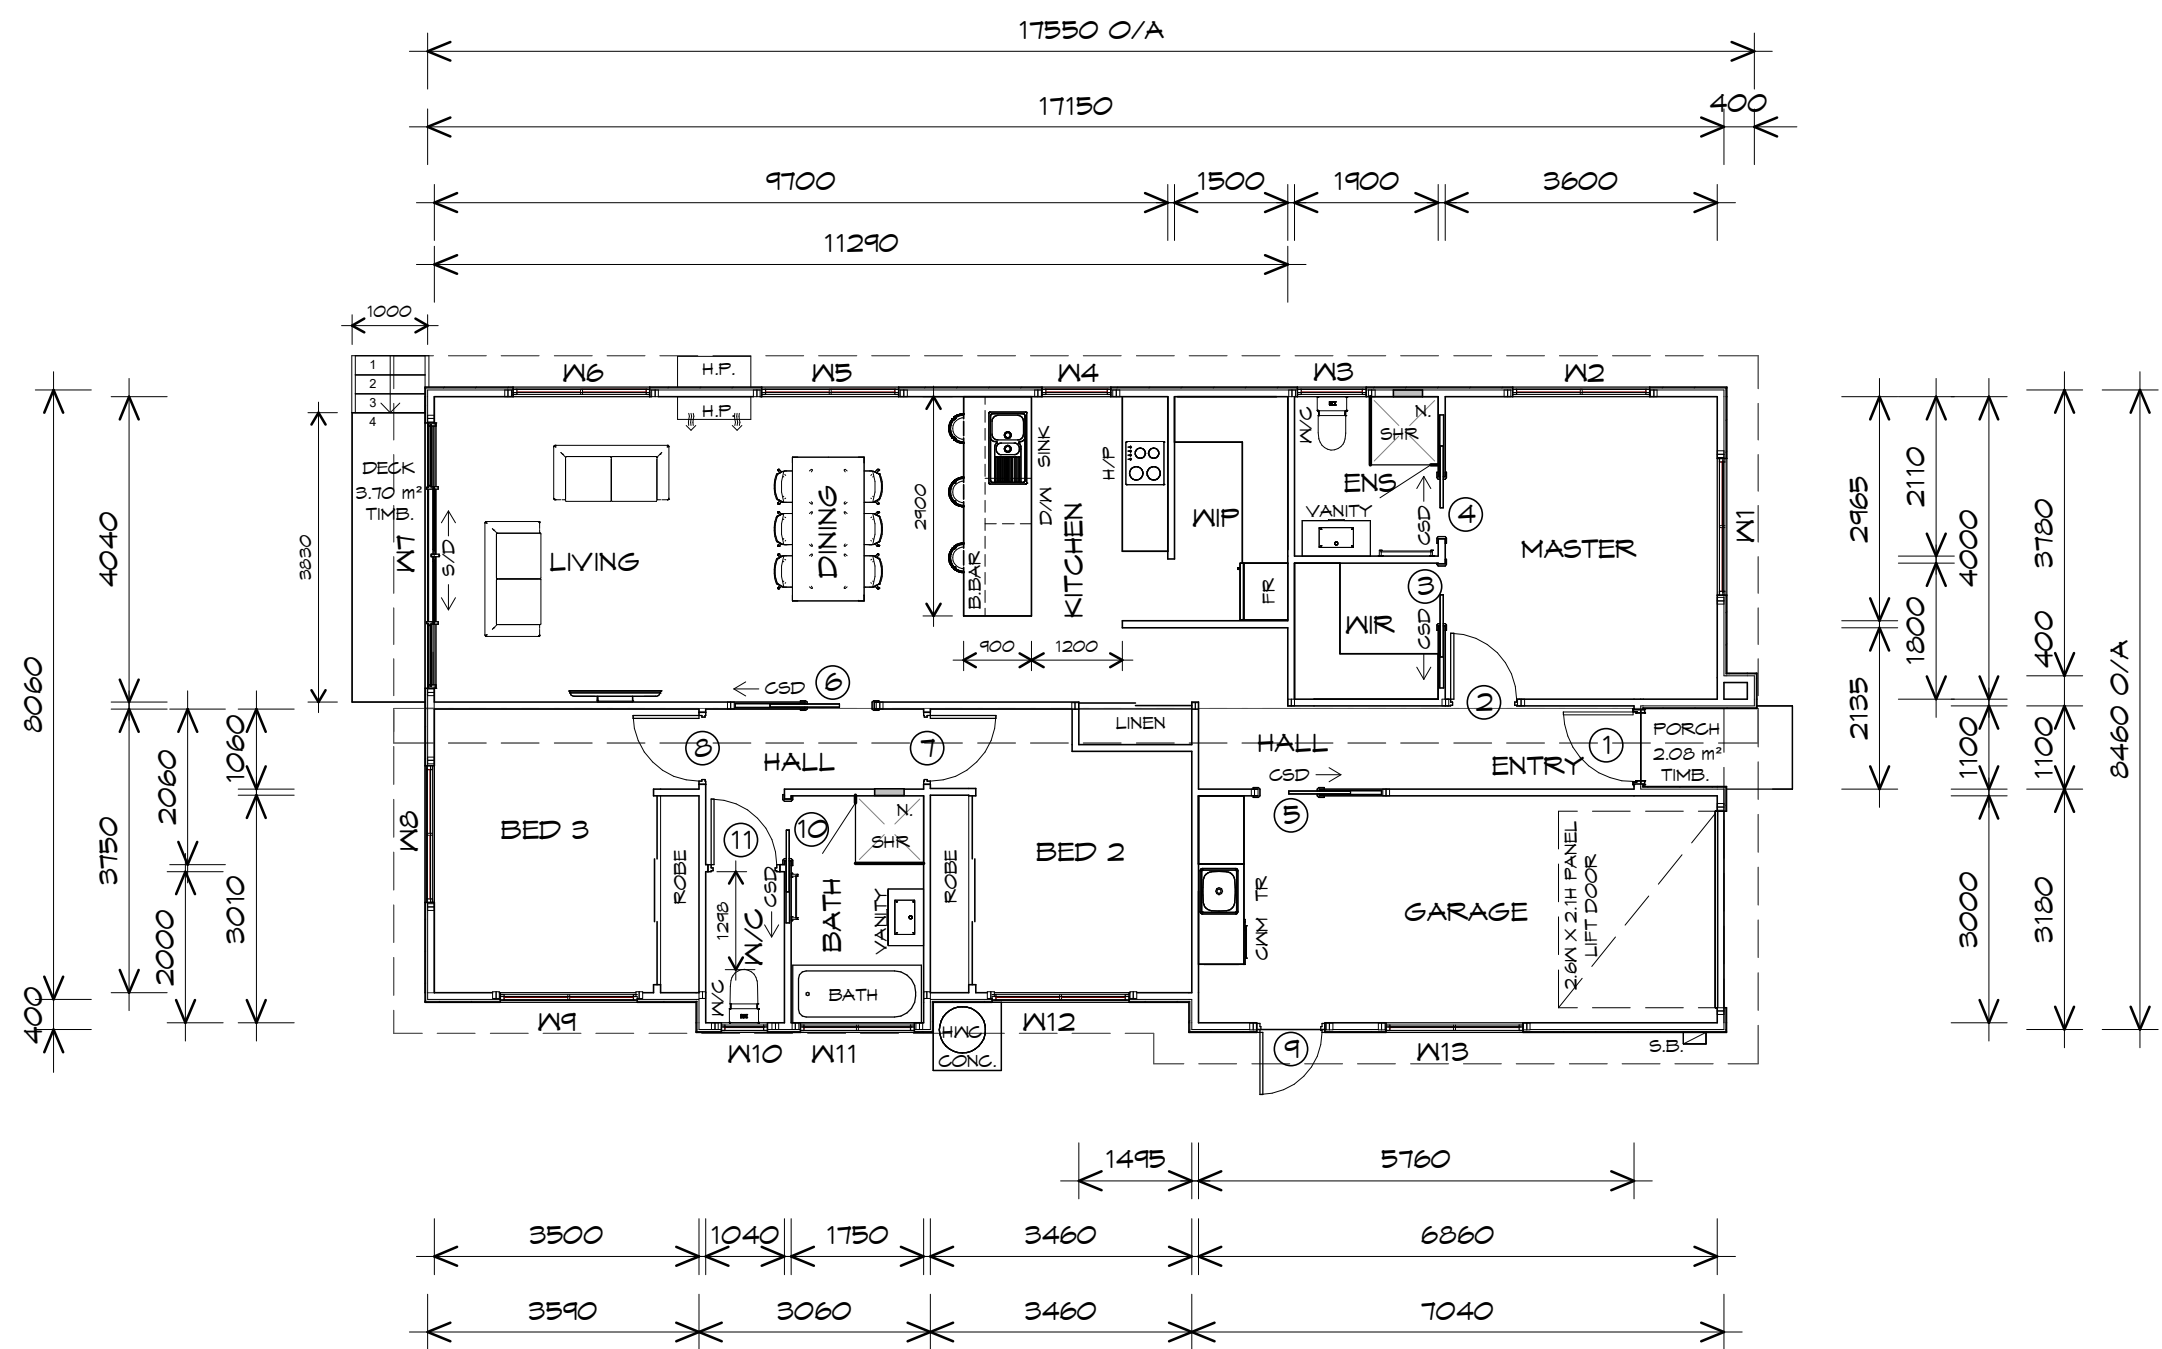 17550 O/A
17150
400
9700
1500
1900
3600
11290
1000
1
2
3
4
W6
H.P.
W5
W4
W3
W2
H.P.
W/C
SHR
N.
SINK
H/P
DECK
3.70 m²
TIMB.
ENS
VANITY
CSD
4
D/W
WIP
W7
S/D
LIVING
DINING
2900
B.BAR
KITCHEN
MASTER
W1
3
FR
WIR
CSD
900
1200
6
CSD
2
8060
4040
3830
2965
2110
4000
3780
1800
400
2135
8460 O/A
LINEN
PORCH
2.08 m²
TIMB.
1
8
7
HALL
HALL
ENTRY
CSD
5
2060
1060
1100
1100
3750
W8
BED 3
ROBE
11
10
N.
SHR
CSD
1298
W/C
BATH
VANITY
ROBE
BED 2
TR
CWM
GARAGE
2.6W X 2.1H PANEL
LIFT DOOR
3000
3180
2000
3010
W/C
BATH
400
W9
W10
W11
HWC
CONC.
W12
9
W13
S.B.
1495
5760
3500
1040
1750
3460
6860
3590
3060
3460
7040